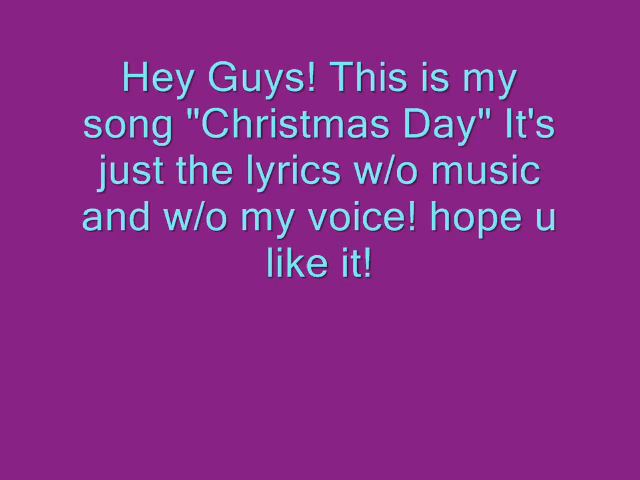 Hey Guys! This is my
song "Christmas Day" It's
just the lyrics w/o music
and w/o my voice! hope u
like it!